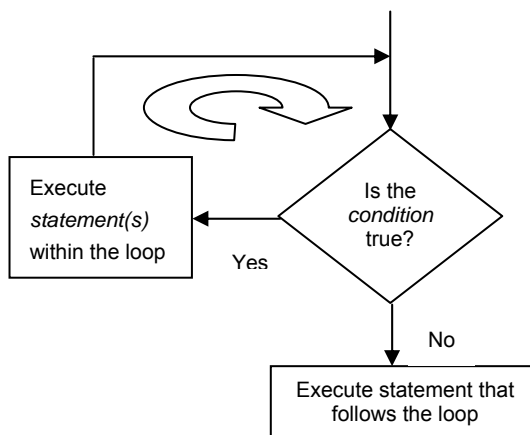 Is the
condition
true?
Execute
statement(s)
within the loop
Yes
No
Execute statement that
follows the loop